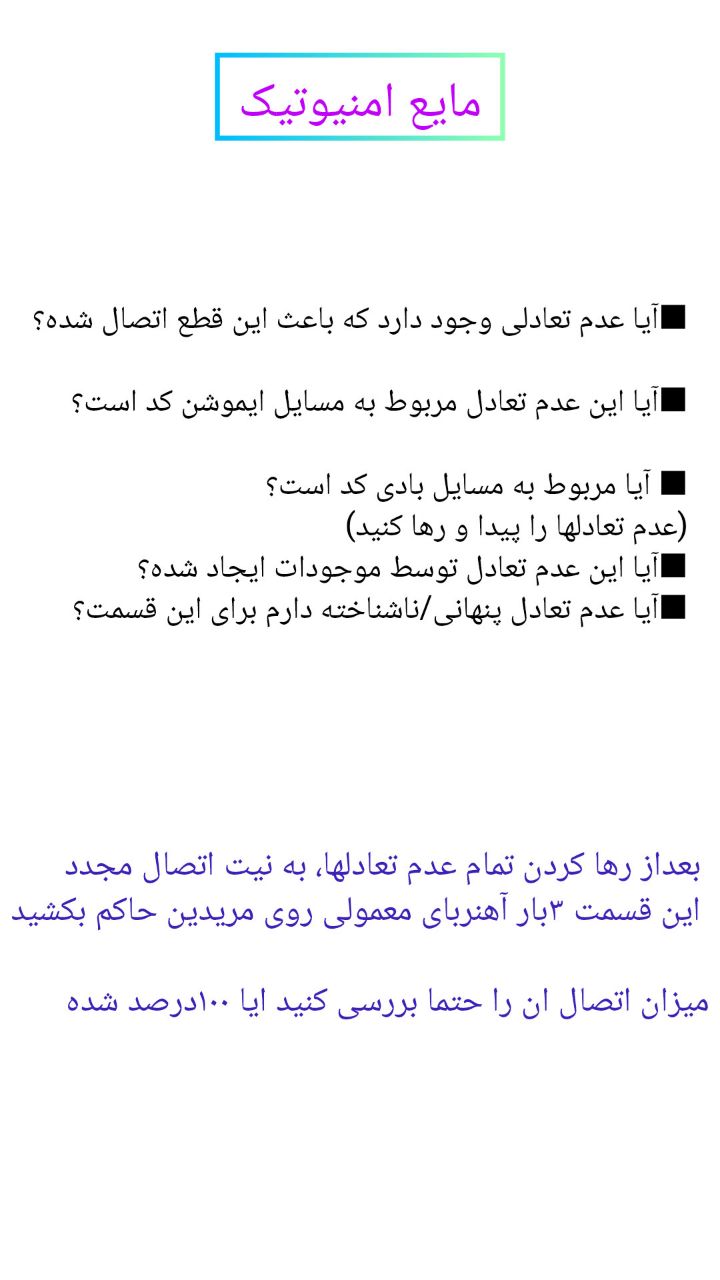 مایع امنیوتیک
■آیا عدم تعادلی وجود دارد که باعث این قطع اتصال شده؟
■آیا این عدم تعادل مربوط به مسایل ایموشن کد است؟
■ آیا مربوط به مسایل بادی کد است؟
(عدم تعادلها را پیدا و رها کنید)
■آیا این عدم تعادل توسط موجودات ایجاد شده؟
■آیا عدم تعادل پنهانی/ناشناخته دارم برای این قسمت؟
بعداز رها کردن تمام عدم تعادلها، به نیت اتصال مجدد
این قسمت ۳بار آهنربای معمولی روی مریدین حاکم بکشید
میزان اتصال ان را حتما بررسی کنید ایا ۱۰۰درصد شده